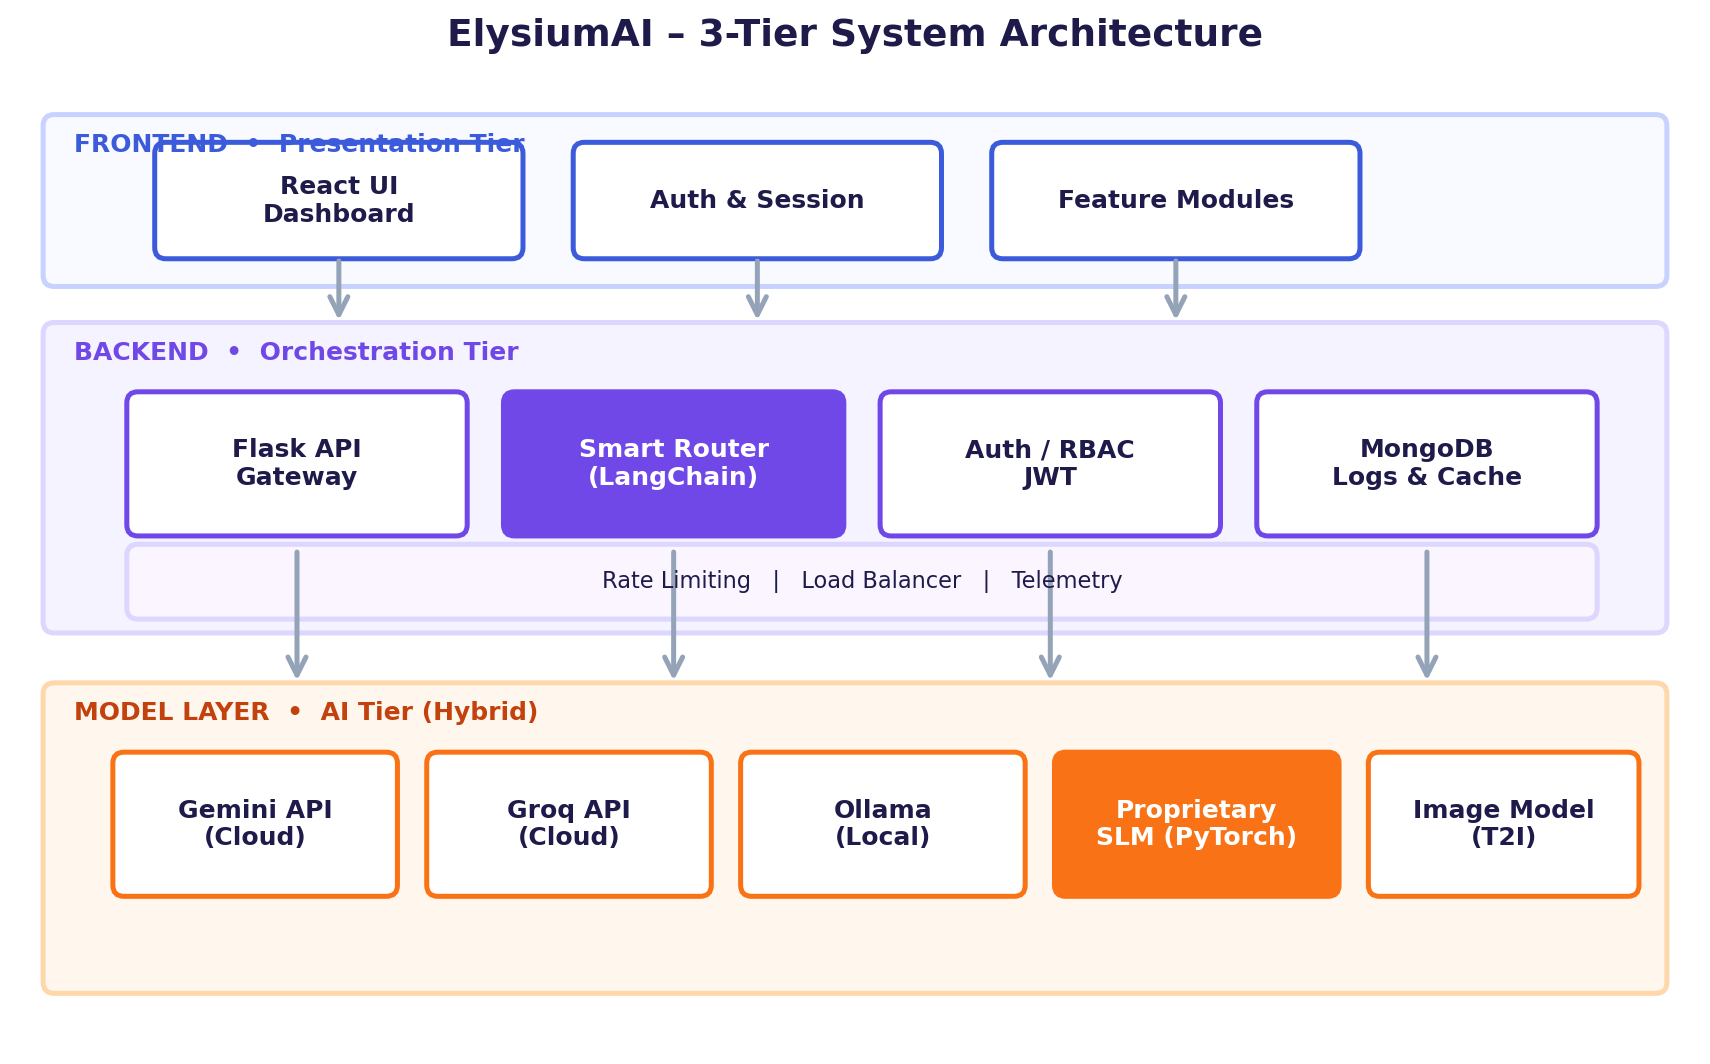 ElysiumAI – 3-Tier System Architecture
FRONTEND • Presentation Tier
React UI
Dashboard
Auth & Session
Feature Modules
BACKEND • Orchestration Tier
Flask API
Gateway
Smart Router
(LangChain)
Auth / RBAC
JWT
MongoDB
Logs & Cache
Rate Limiting | Load Balancer | Telemetry
MODEL LAYER • AI Tier (Hybrid)
Gemini API
(Cloud)
Groq API
(Cloud)
Ollama
(Local)
Proprietary
SLM (PyTorch)
Image Model
(T2I)